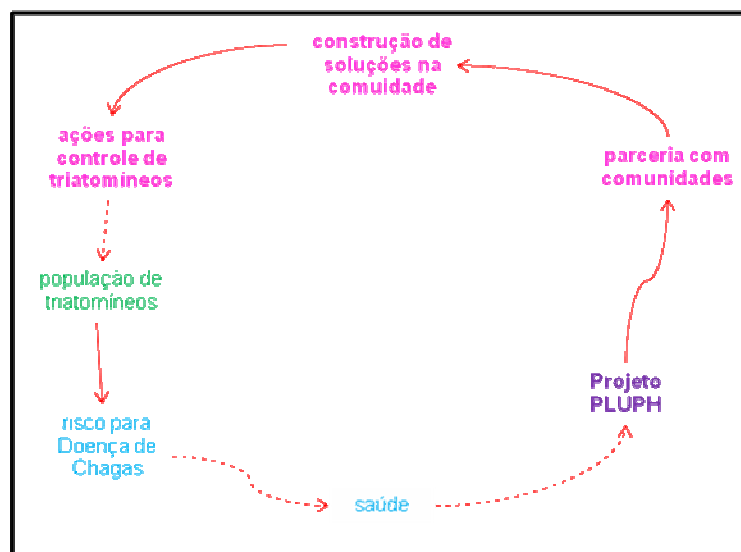 construção de
soluções na
comuidade
ações para
controle de
triatomíneos
parceria com
comunidades
população de
triatomíneos
Projeto
PLUPH
risco para
Doença de
Chagas
saúde